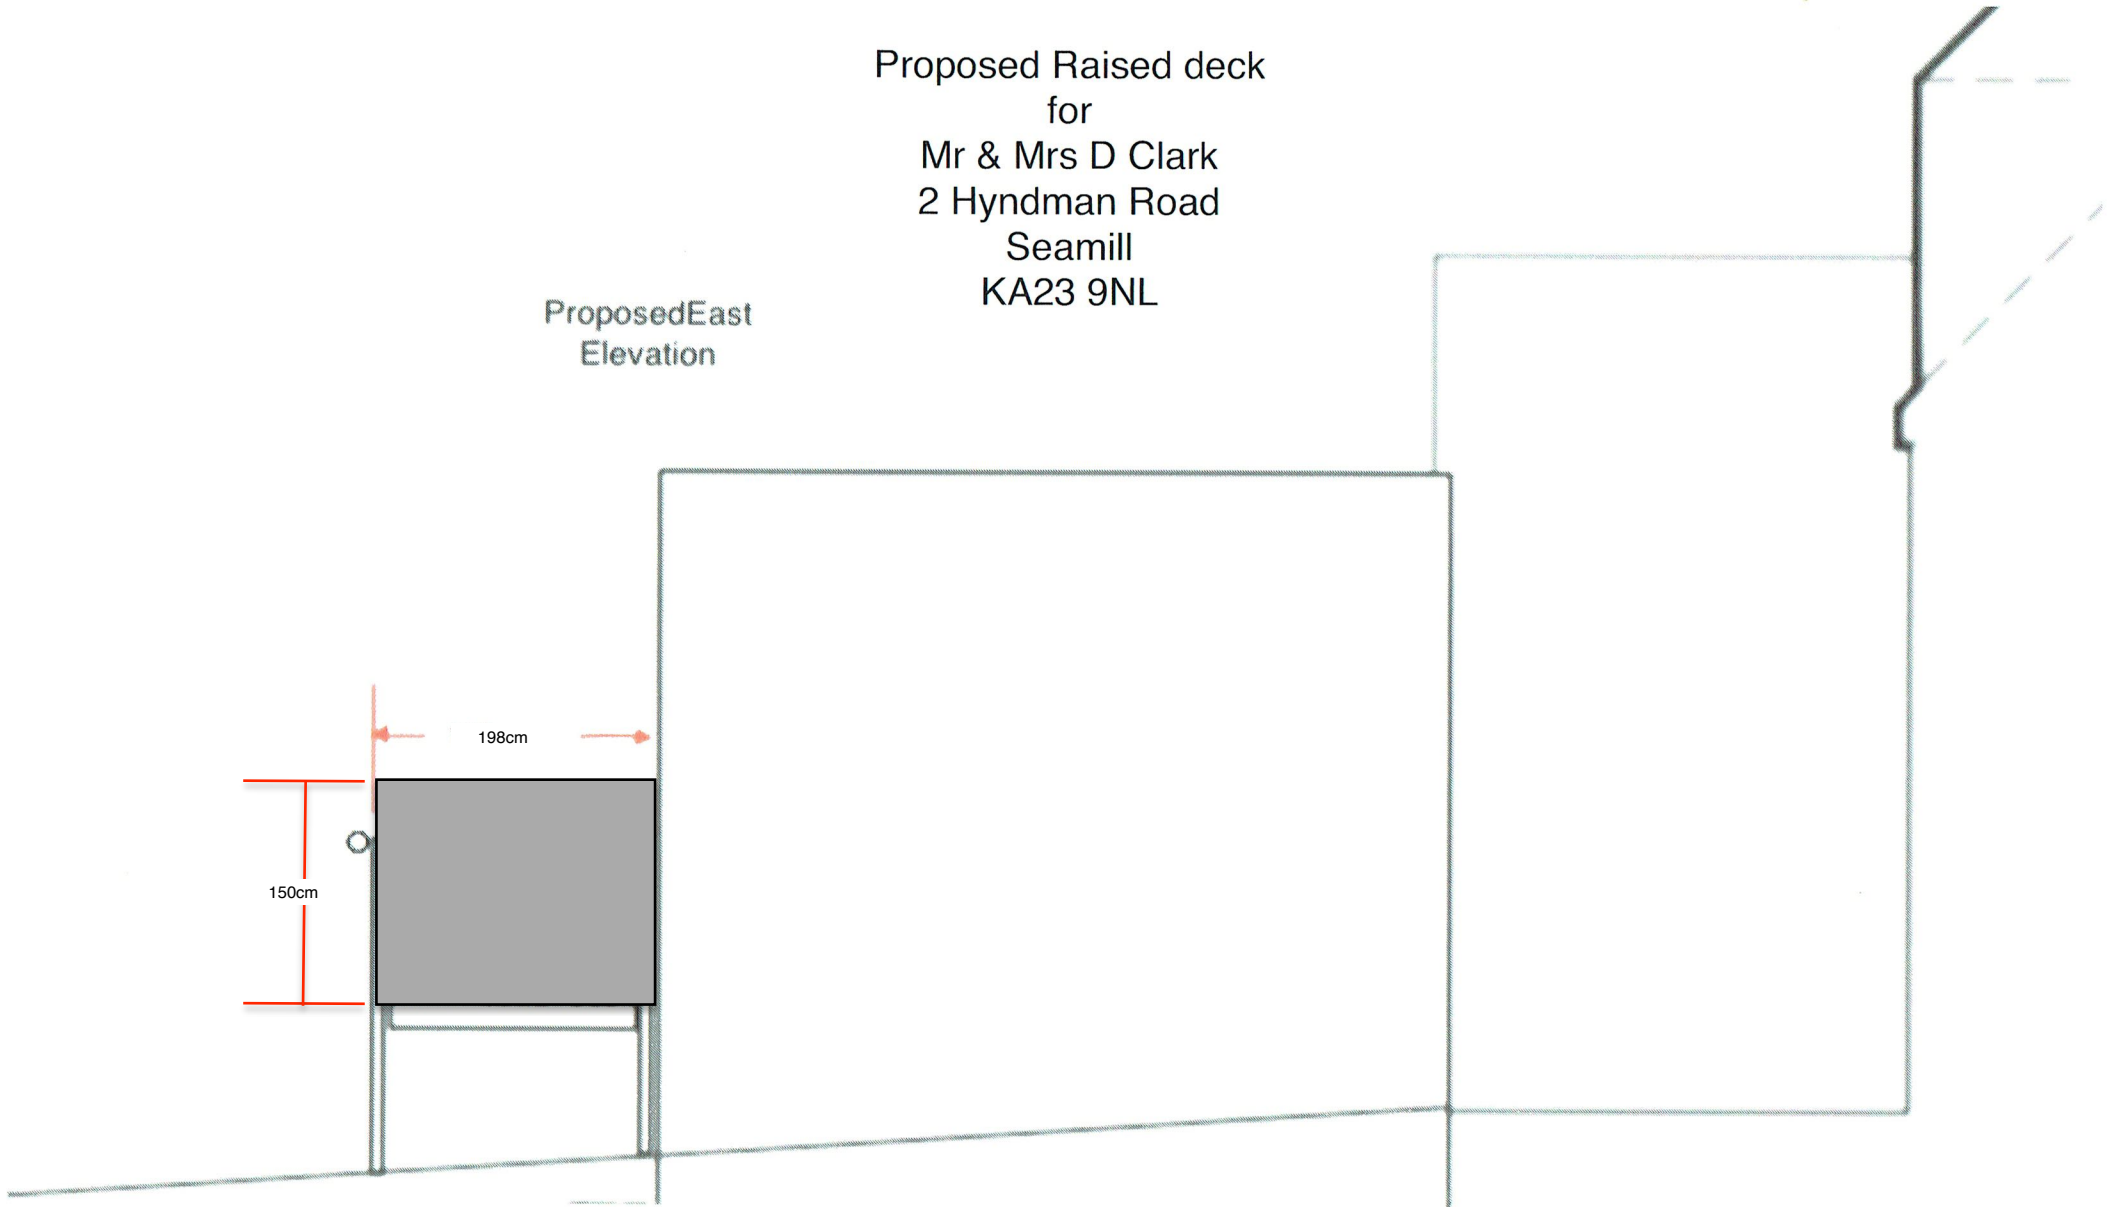 Proposed Raised deck
for
Mr & Mrs D Clark
2 Hyndman Road
Seamill
KA23 9NL
ProposedEast
Elevation
198cm
150cm